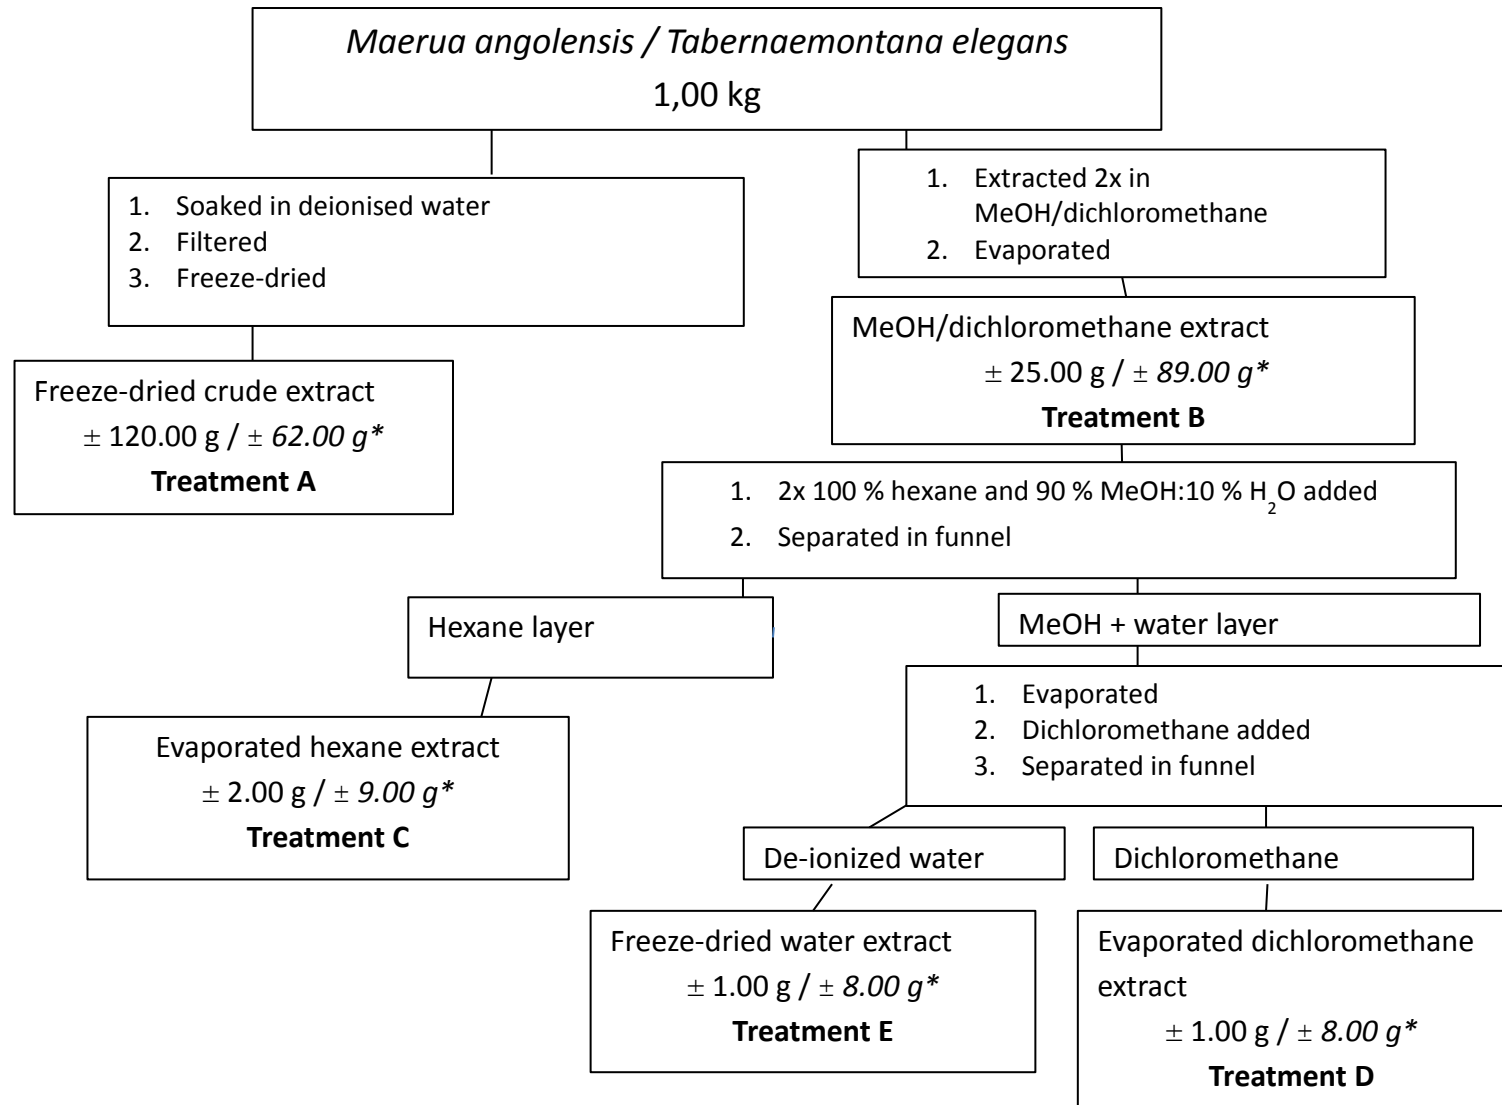 Maerua angolensis / Tabernaemontana elegans
1,00 kg
1. Soaked in deionised water
2. Filtered
3. Freeze-dried
1. Extracted 2x in
MeOH/dichloromethane
2. Evaporated
Freeze-dried crude extract
± 120.00 g / ± 62.00 g*
Treatment A
MeOH/dichloromethane extract
± 25.00 g / ± 89.00 g*
Treatment B
1. 2x 100 % hexane and 90 % MeOH:10 % H₂O added
2. Separated in funnel
Hexane layer
MeOH + water layer
Evaporated hexane extract
± 2.00 g / ± 9.00 g*
Treatment C
1. Evaporated
2. Dichloromethane added
3. Separated in funnel
De-ionized water
Dichloromethane
Freeze-dried water extract
± 1.00 g / ± 8.00 g*
Treatment E
Evaporated dichloromethane
extract
± 1.00 g / ± 8.00 g*
Treatment D